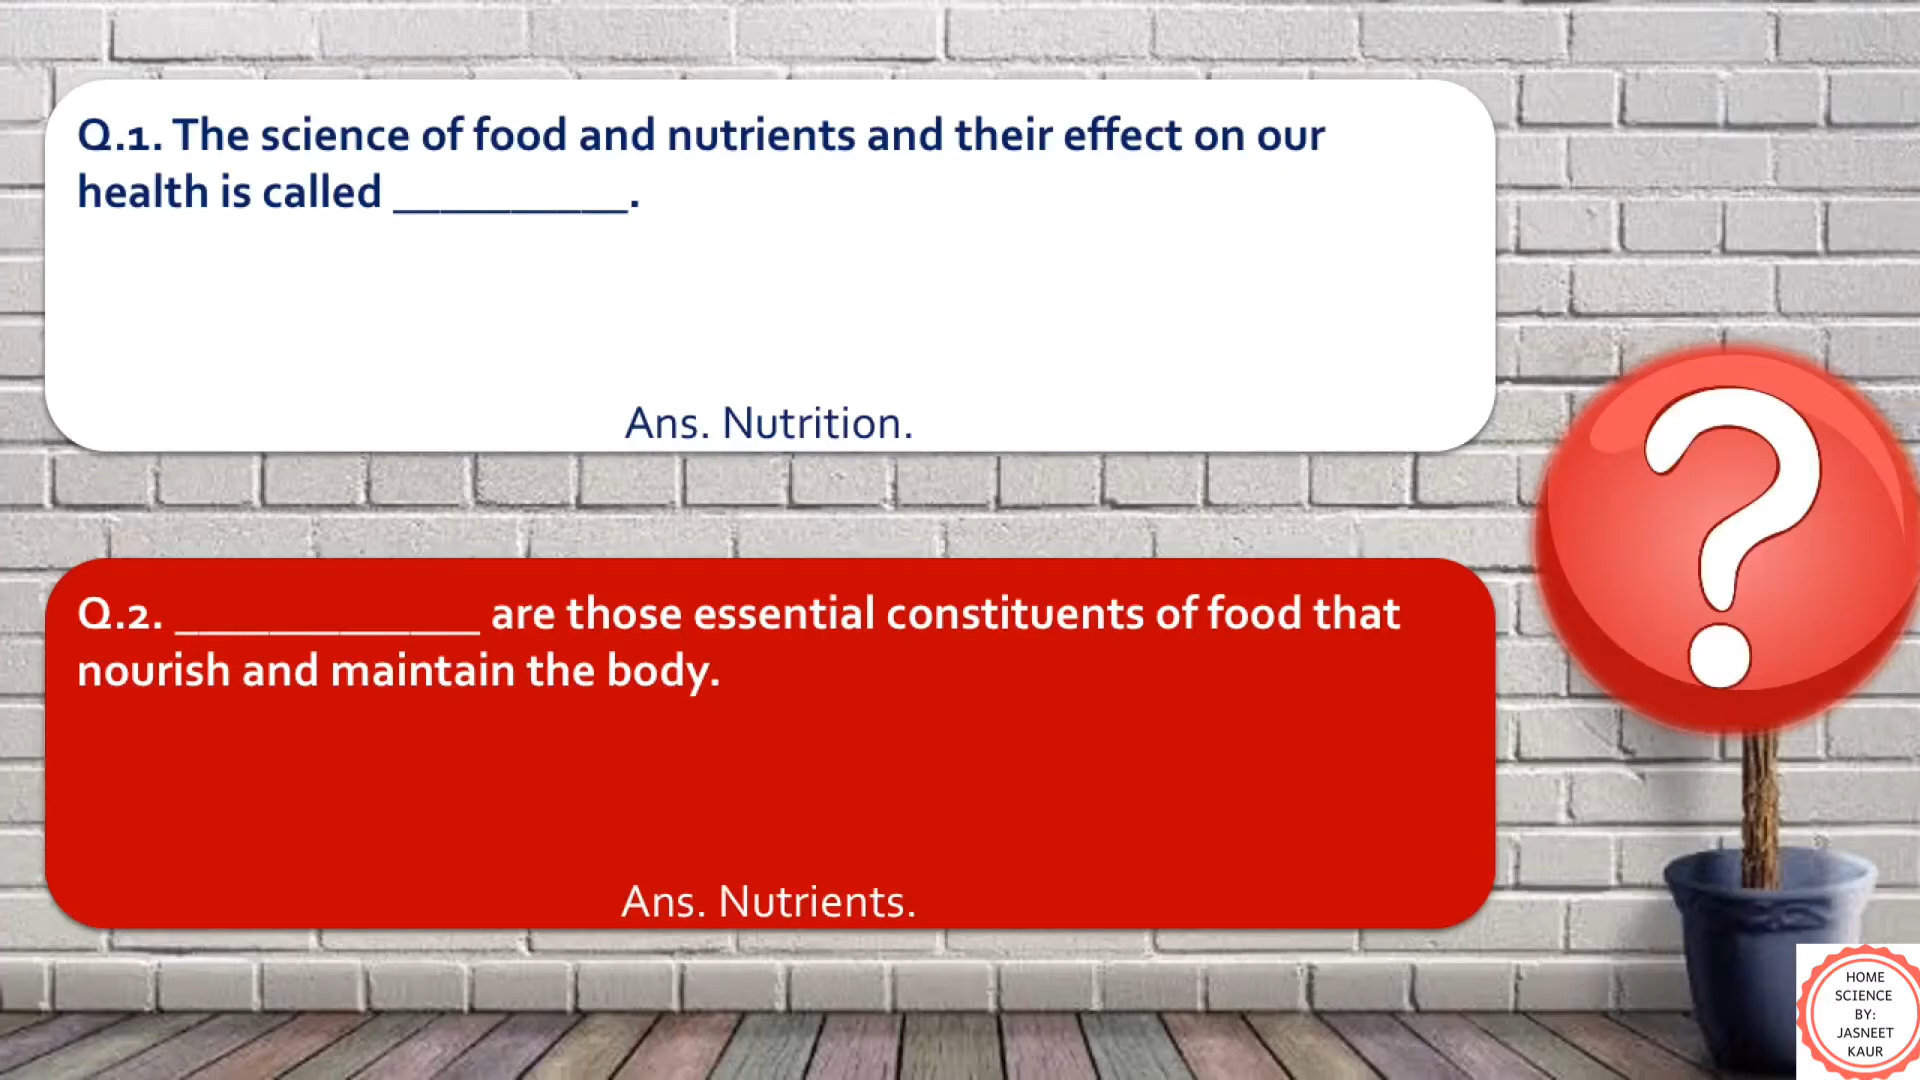 Q.1. The science of food and nutrients and their effect on our
health is called __________.
Ans. Nutrition.
Q.2. _____________ are those essential constituents of food that
nourish and maintain the body.
Ans. Nutrients.
?
HOME
SCIENCE
BY:
JASNEET
KAUR